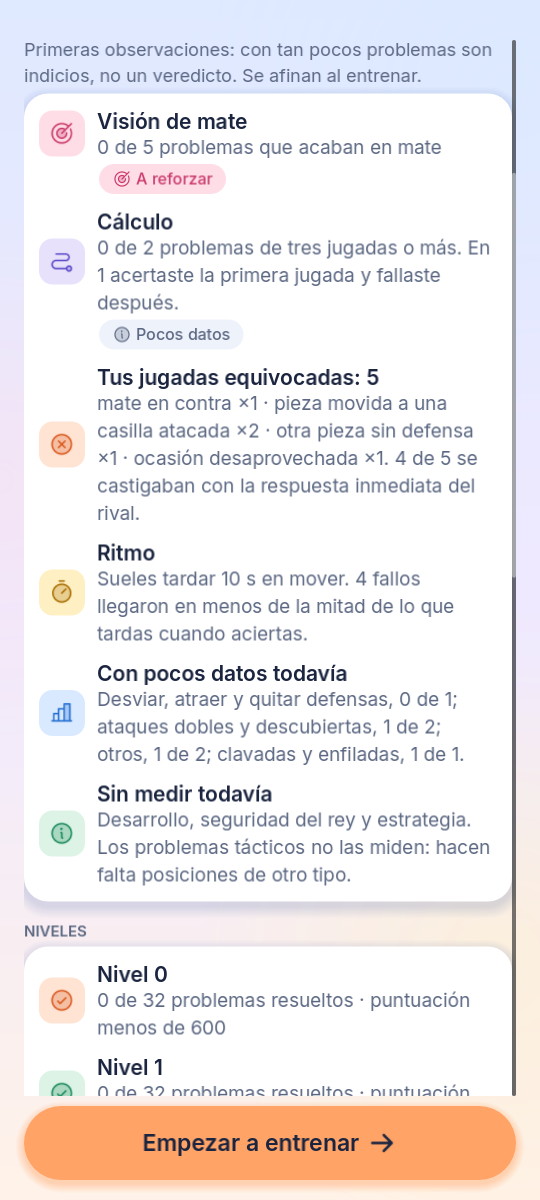 Primeras observaciones: con tan pocos problemas son
indicios, no un veredicto. Se afinan al entrenar.
Visión de mate
0 de 5 problemas que acaban en mate
A reforzar
Cálculo
0 de 2 problemas de tres jugadas o más. En
1 acertaste la primera jugada y fallaste
después.
Pocos datos
Tus jugadas equivocadas: 5
mate en contra ×1 · pieza movida a una
casilla atacada ×2 · otra pieza sin defensa
×1 · ocasión desaprovechada ×1. 4 de 5 se
castigaban con la respuesta inmediata del
rival.
Ritmo
Sueles tardar 10 s en mover. 4 fallos
llegaron en menos de la mitad de lo que
tardas cuando aciertas.
Con pocos datos todavía
Desviar, atraer y quitar defensas, 0 de 1;
ataques dobles y descubiertas, 1 de 2;
otros, 1 de 2; clavadas y enfiladas, 1 de 1.
Sin medir todavía
Desarrollo, seguridad del rey y estrategia.
Los problemas tácticos no las miden: hacen
falta posiciones de otro tipo.
NIVELES
Nivel 0
0 de 32 problemas resueltos · puntuación
menos de 600
Nivel 1
0 de 32 problemas resueltos · puntuación
Empezar a entrenar →